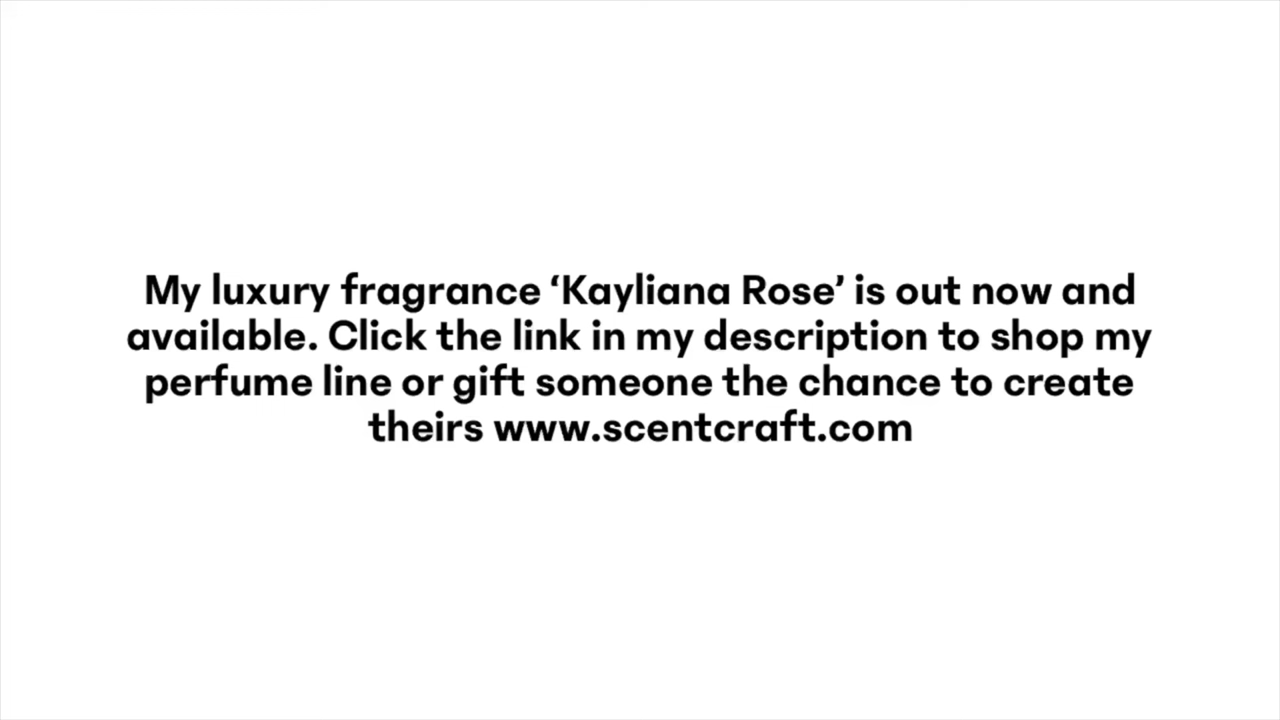 My luxury fragrance ‘Kayliana Rose’ is out now and
available. Click the link in my description to shop my
perfume line or gift someone the chance to create
theirs www.scentcraft.com